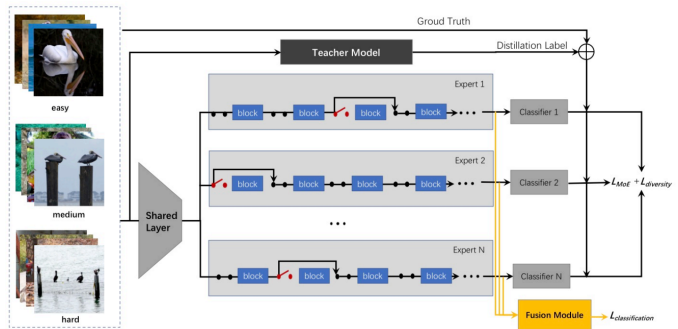 Groud Truth
Teacher Model
Distillation Label
easy
Expert 1
block
block
block
block
Classifier 1
medium
Shared
Layer
Expert 2
block
block
block
block
Classifier 2
L_MoE + L_diversity
...
Expert N
block
block
block
block
Classifier N
hard
Fusion Module
L_classification